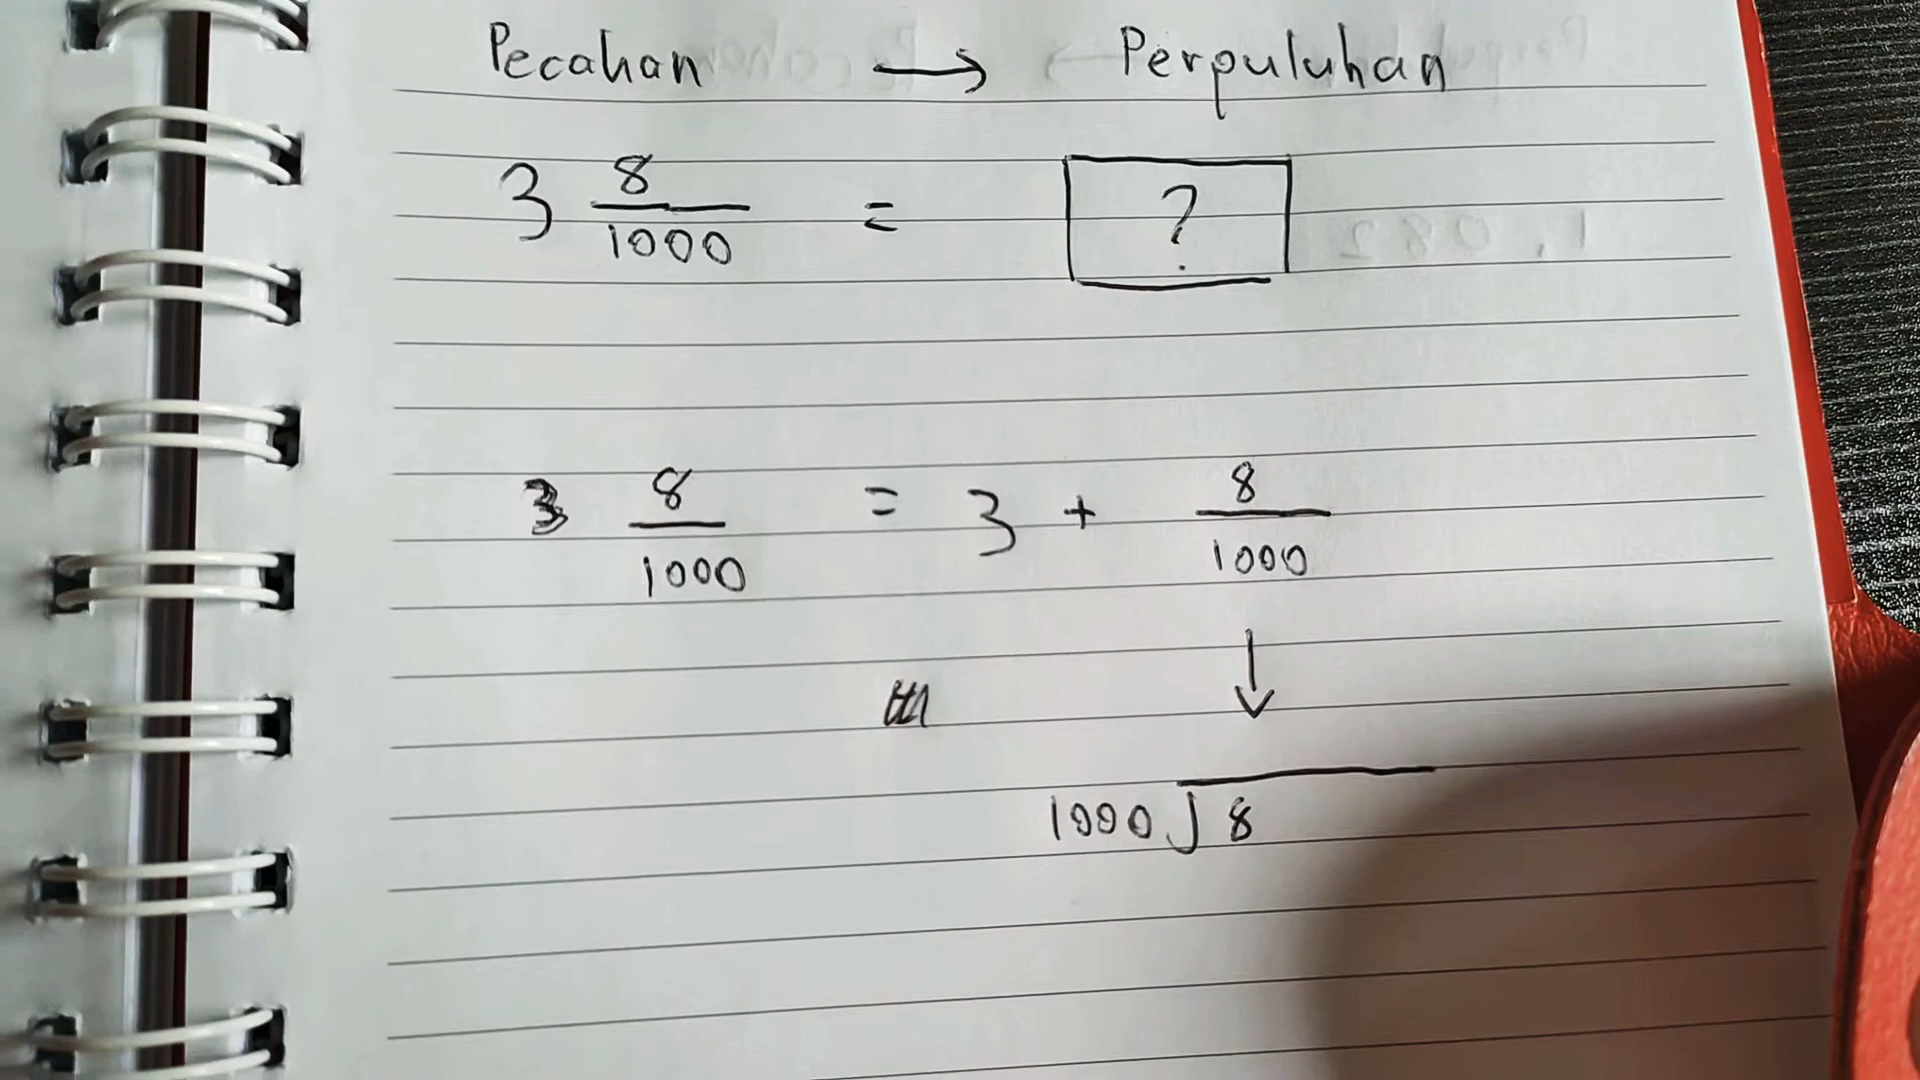 Pecahan → Perpuluhan
3 8/1000 = ?
3 8/1000 = 3 + 8/1000
↓
1000 ⟌ 8